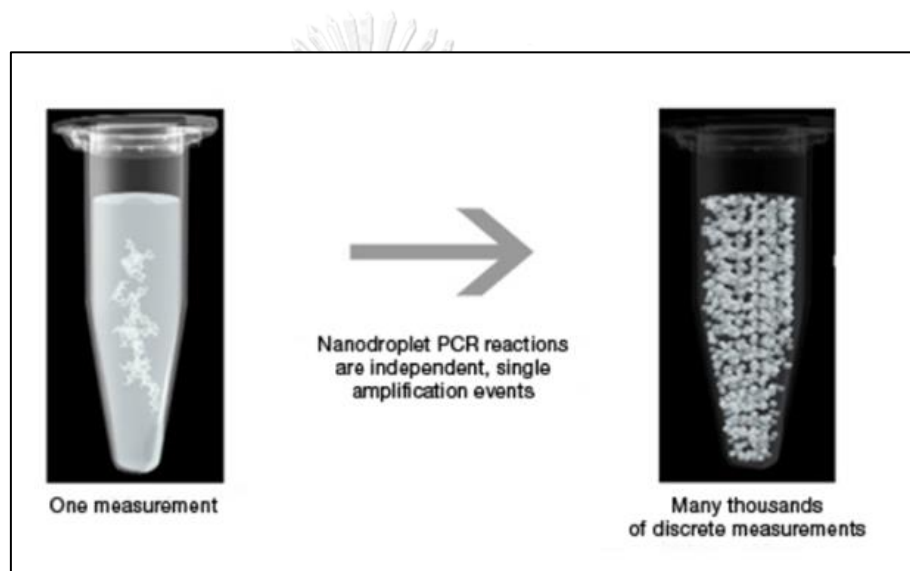 Nanodroplet PCR reactions
are independent, single
amplification events
One measurement
Many thousands
of discrete measurements